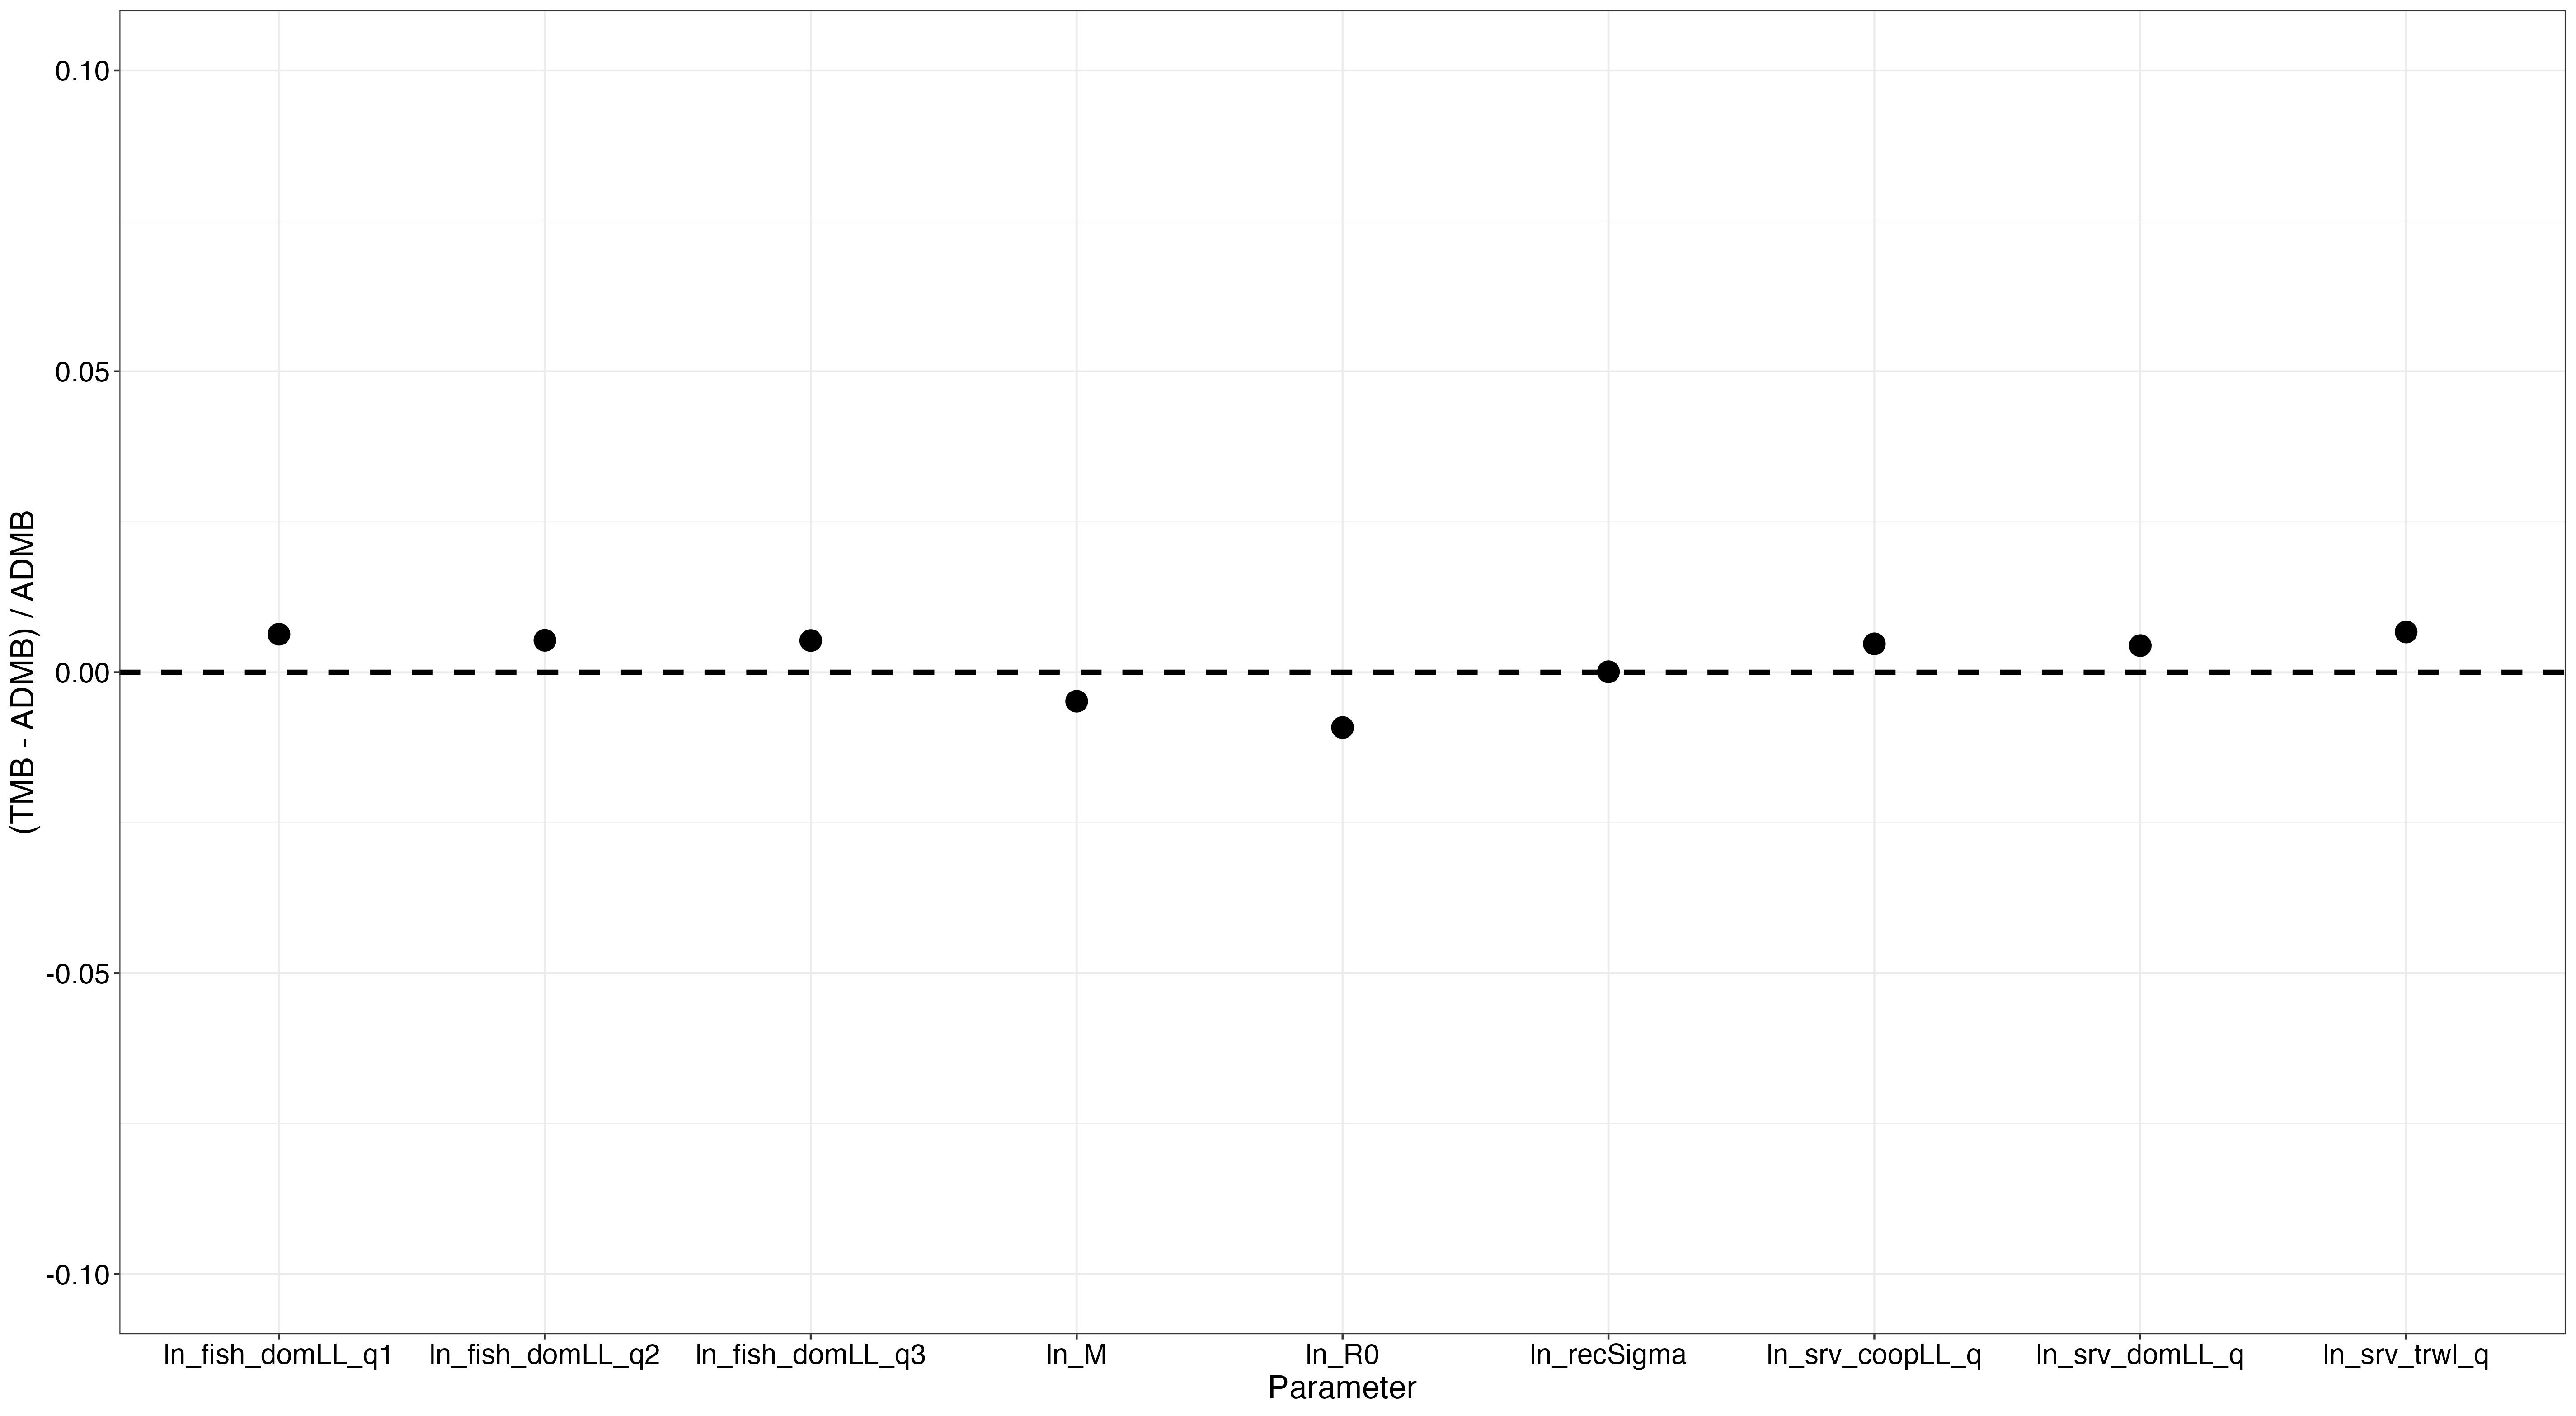 (TMB - ADMB) / ADMB
0.10
0.05
0.00
-0.05
-0.10
ln_fish_domLL_q1 ln_fish_domLL_q2 ln_fish_domLL_q3 ln_M ln_R0 ln_recSigma ln_srv_coopLL_q ln_srv_domLL_q ln_srv_trwl_q
Parameter